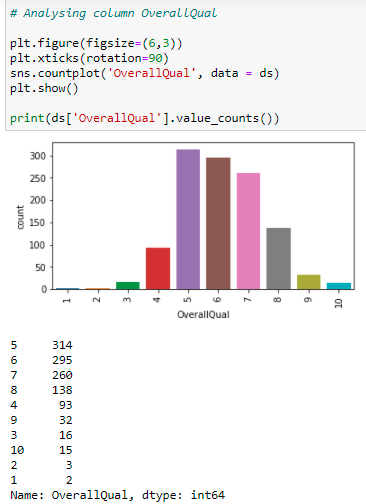 # Analysing column OverallQual
plt.figure(figsize=(6,3))
plt.xticks(rotation=90)
sns.countplot('OverallQual', data = ds)
plt.show()
print(ds['OverallQual'].value_counts())
300
250
200
150
100
50
0
count
1 2 3 4 5 6 7 8 9 10
OverallQual
5 314
6 295
7 260
8 138
4 93
9 32
3 16
10 15
2 3
1 2
Name: OverallQual, dtype: int64